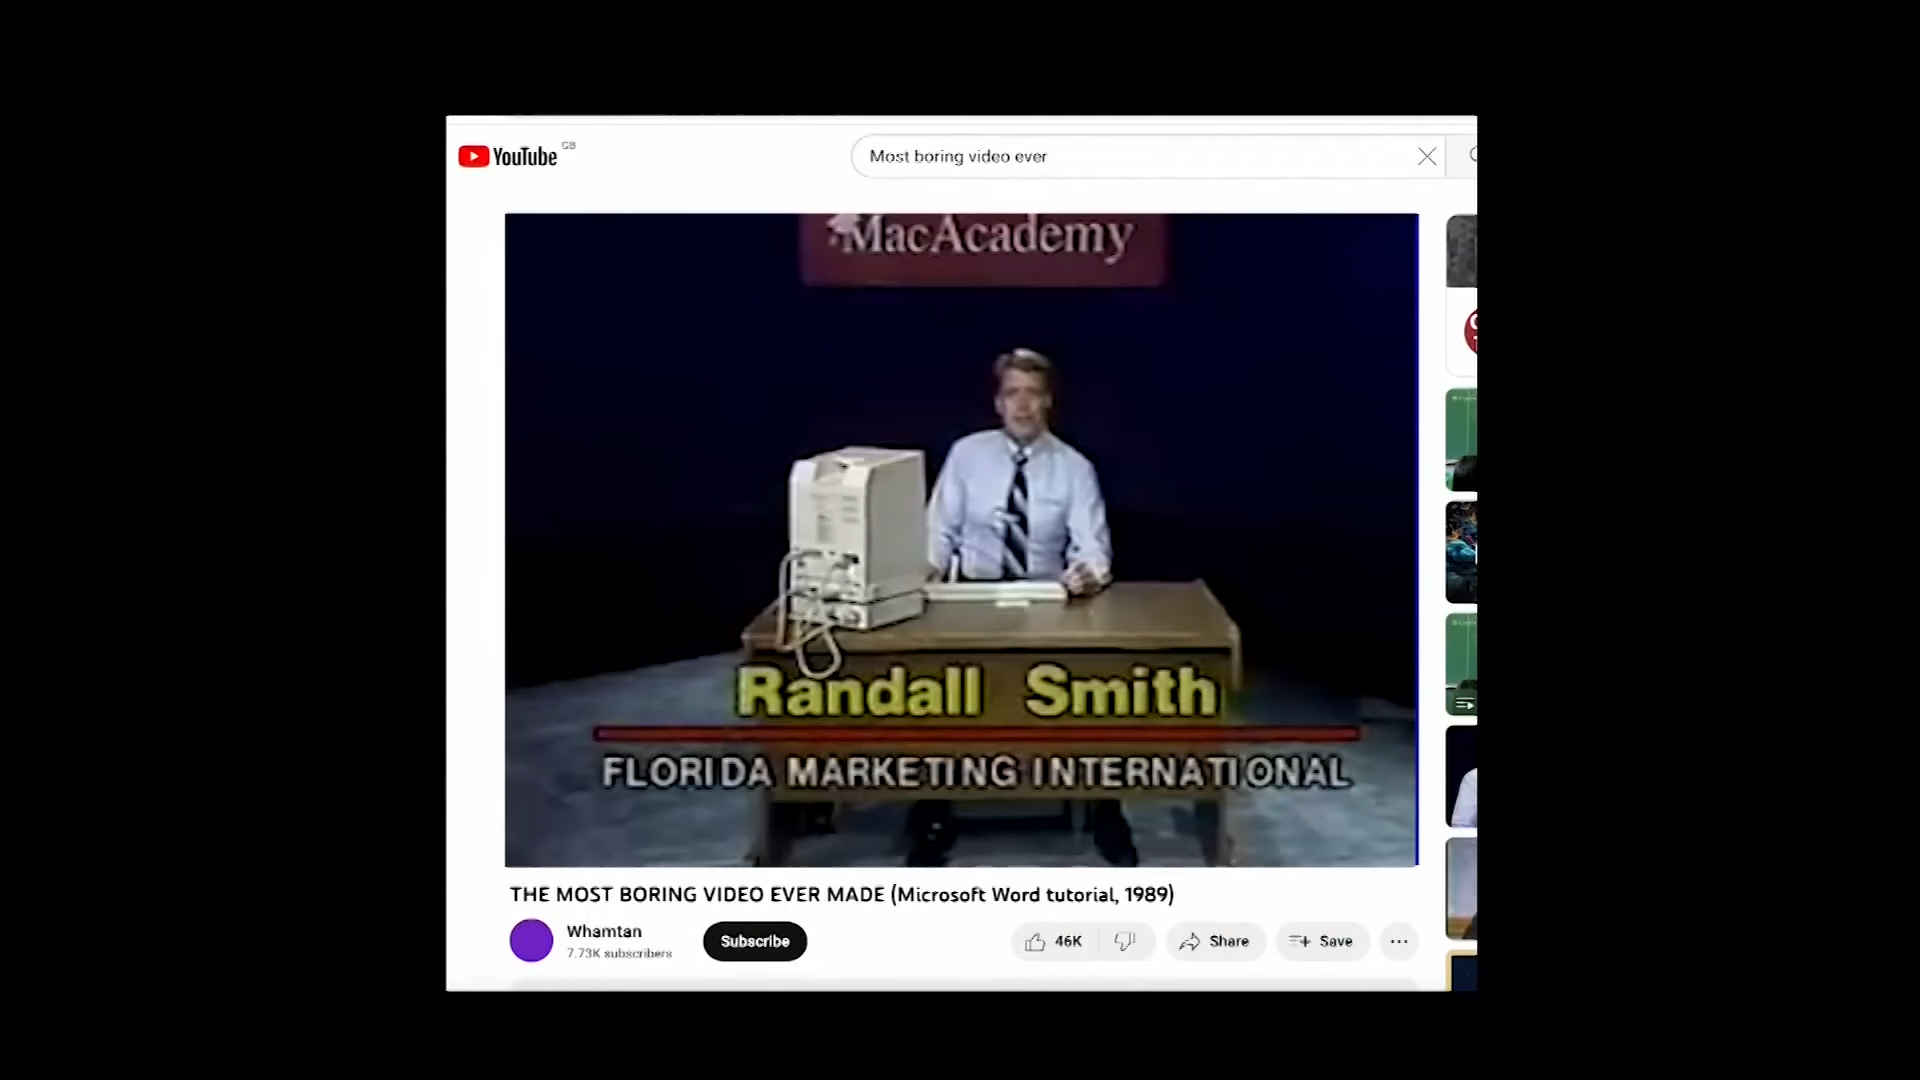 YouTube GB
Most boring video ever
MacAcademy
Randall Smith
FLORIDA MARKETING INTERNATIONAL
THE MOST BORING VIDEO EVER MADE (Microsoft Word tutorial, 1989)
Whamtan
7.73K subscribers
Subscribe
46K
Share
Save